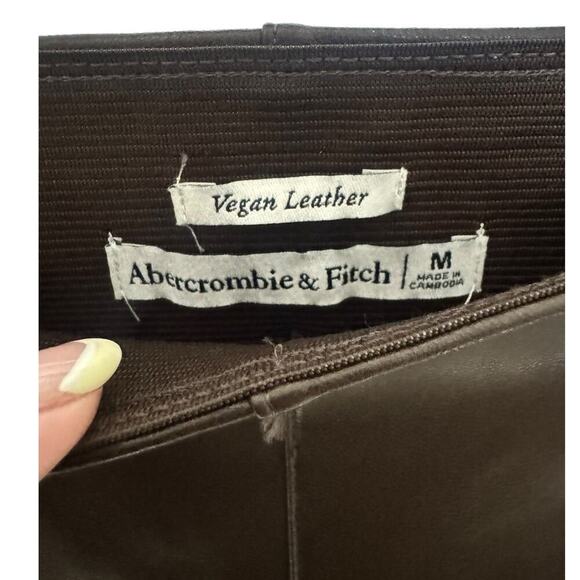 Vegan Leather
Abercrombie & Fitch
M
MADE IN
CAMBODIA